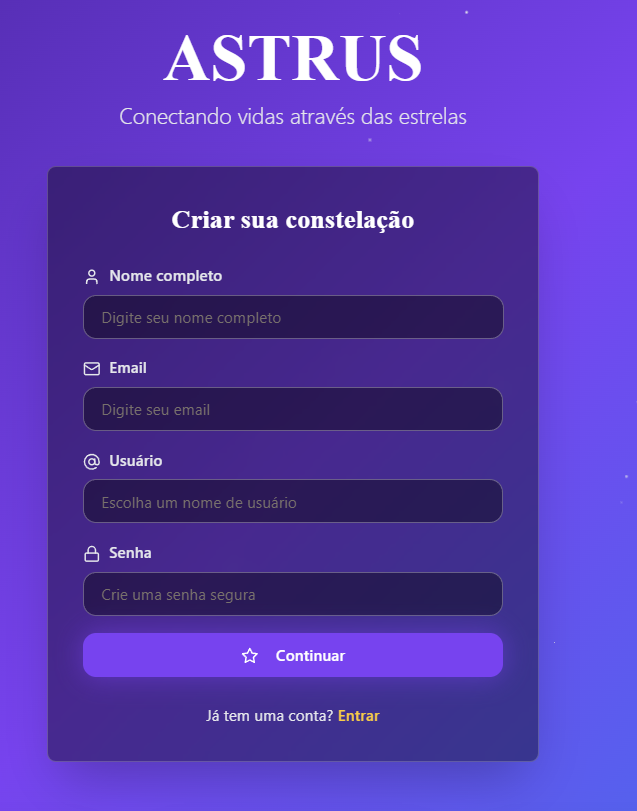 ASTRUS
Conectando vidas através das estrelas
Criar sua constelação
Nome completo
Digite seu nome completo
Email
Digite seu email
Usuário
Escolha um nome de usuário
Senha
Crie uma senha segura
Continuar
Já tem uma conta? Entrar